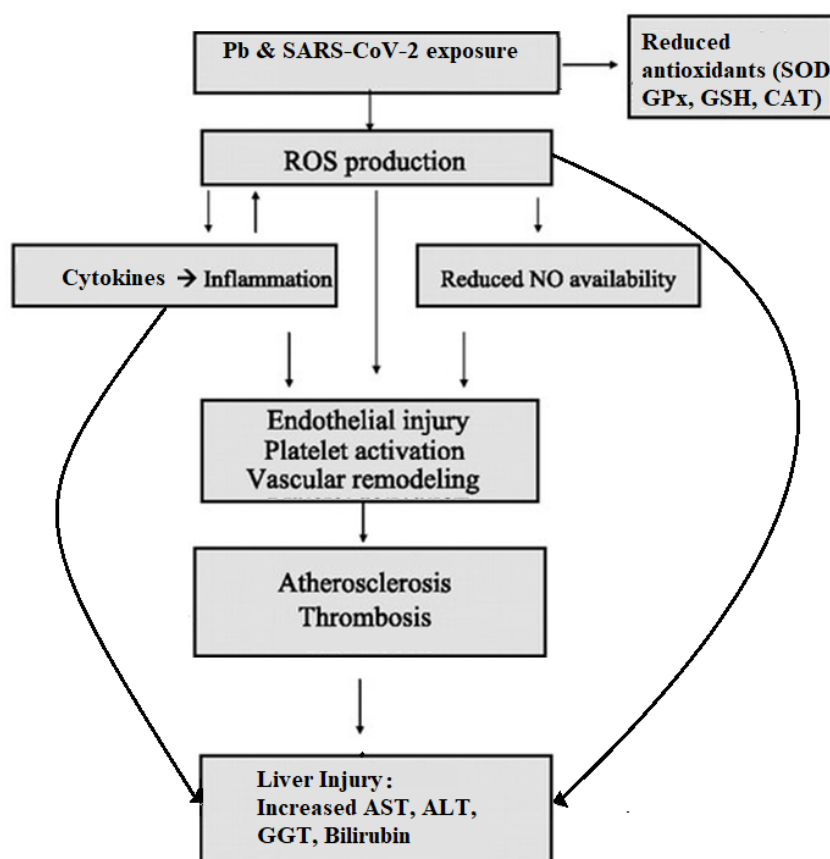 Pb & SARS-CoV-2 exposure
Reduced
antioxidants (SOD
GPx, GSH, CAT)
ROS production
Cytokines → Inflammation
Reduced NO availability
Endothelial injury
Platelet activation
Vascular remodeling
Atherosclerosis
Thrombosis
Liver Injury:
Increased AST, ALT,
GGT, Bilirubin